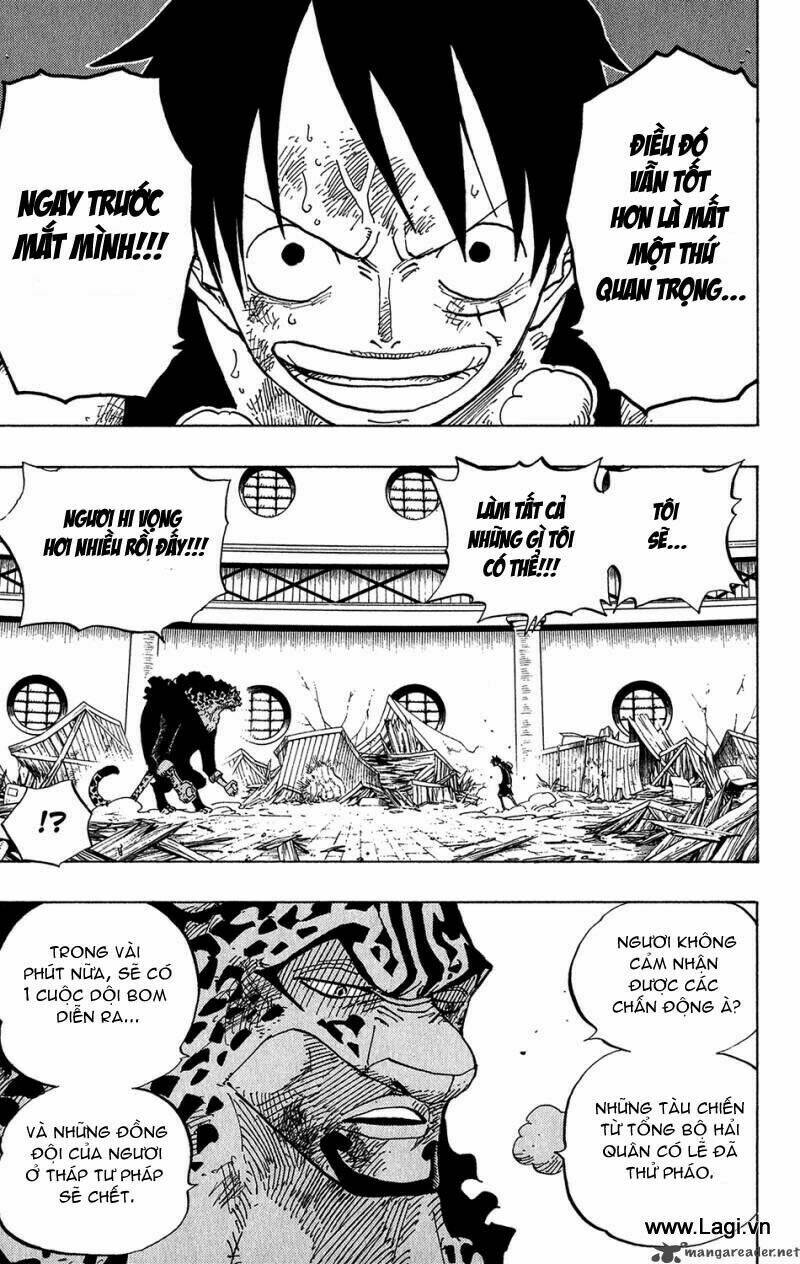 ĐIỀU ĐÓ
VẪN TỐT
HƠN LÀ MẤT
MỘT THỨ
QUAN TRỌNG...
NGAY TRƯỚC
MẮT MÌNH!!!
TÔI
SẼ...
LÀM TẤT CẢ
NHỮNG GÌ TÔI
CÓ THỂ!!!
NGƯƠI HI VỌNG
HƠI NHIỀU RỒI ĐẤY!!!
!?
NGƯƠI KHÔNG
CẢM NHẬN
ĐƯỢC CÁC
CHẤN ĐỘNG À?
NHỮNG TÀU CHIẾN
TỪ TỔNG BỘ HẢI
QUÂN CÓ LẼ ĐÃ
THỬ PHÁO.
TRONG VÀI
PHÚT NỮA, SẼ CÓ
1 CUỘC DỘI BOM
DIỄN RA...
VÀ NHỮNG ĐỒNG
ĐỘI CỦA NGƯƠI
Ở THÁP TƯ PHÁP
SẼ CHẾT.
www.Lagi.vn
mangareader.net